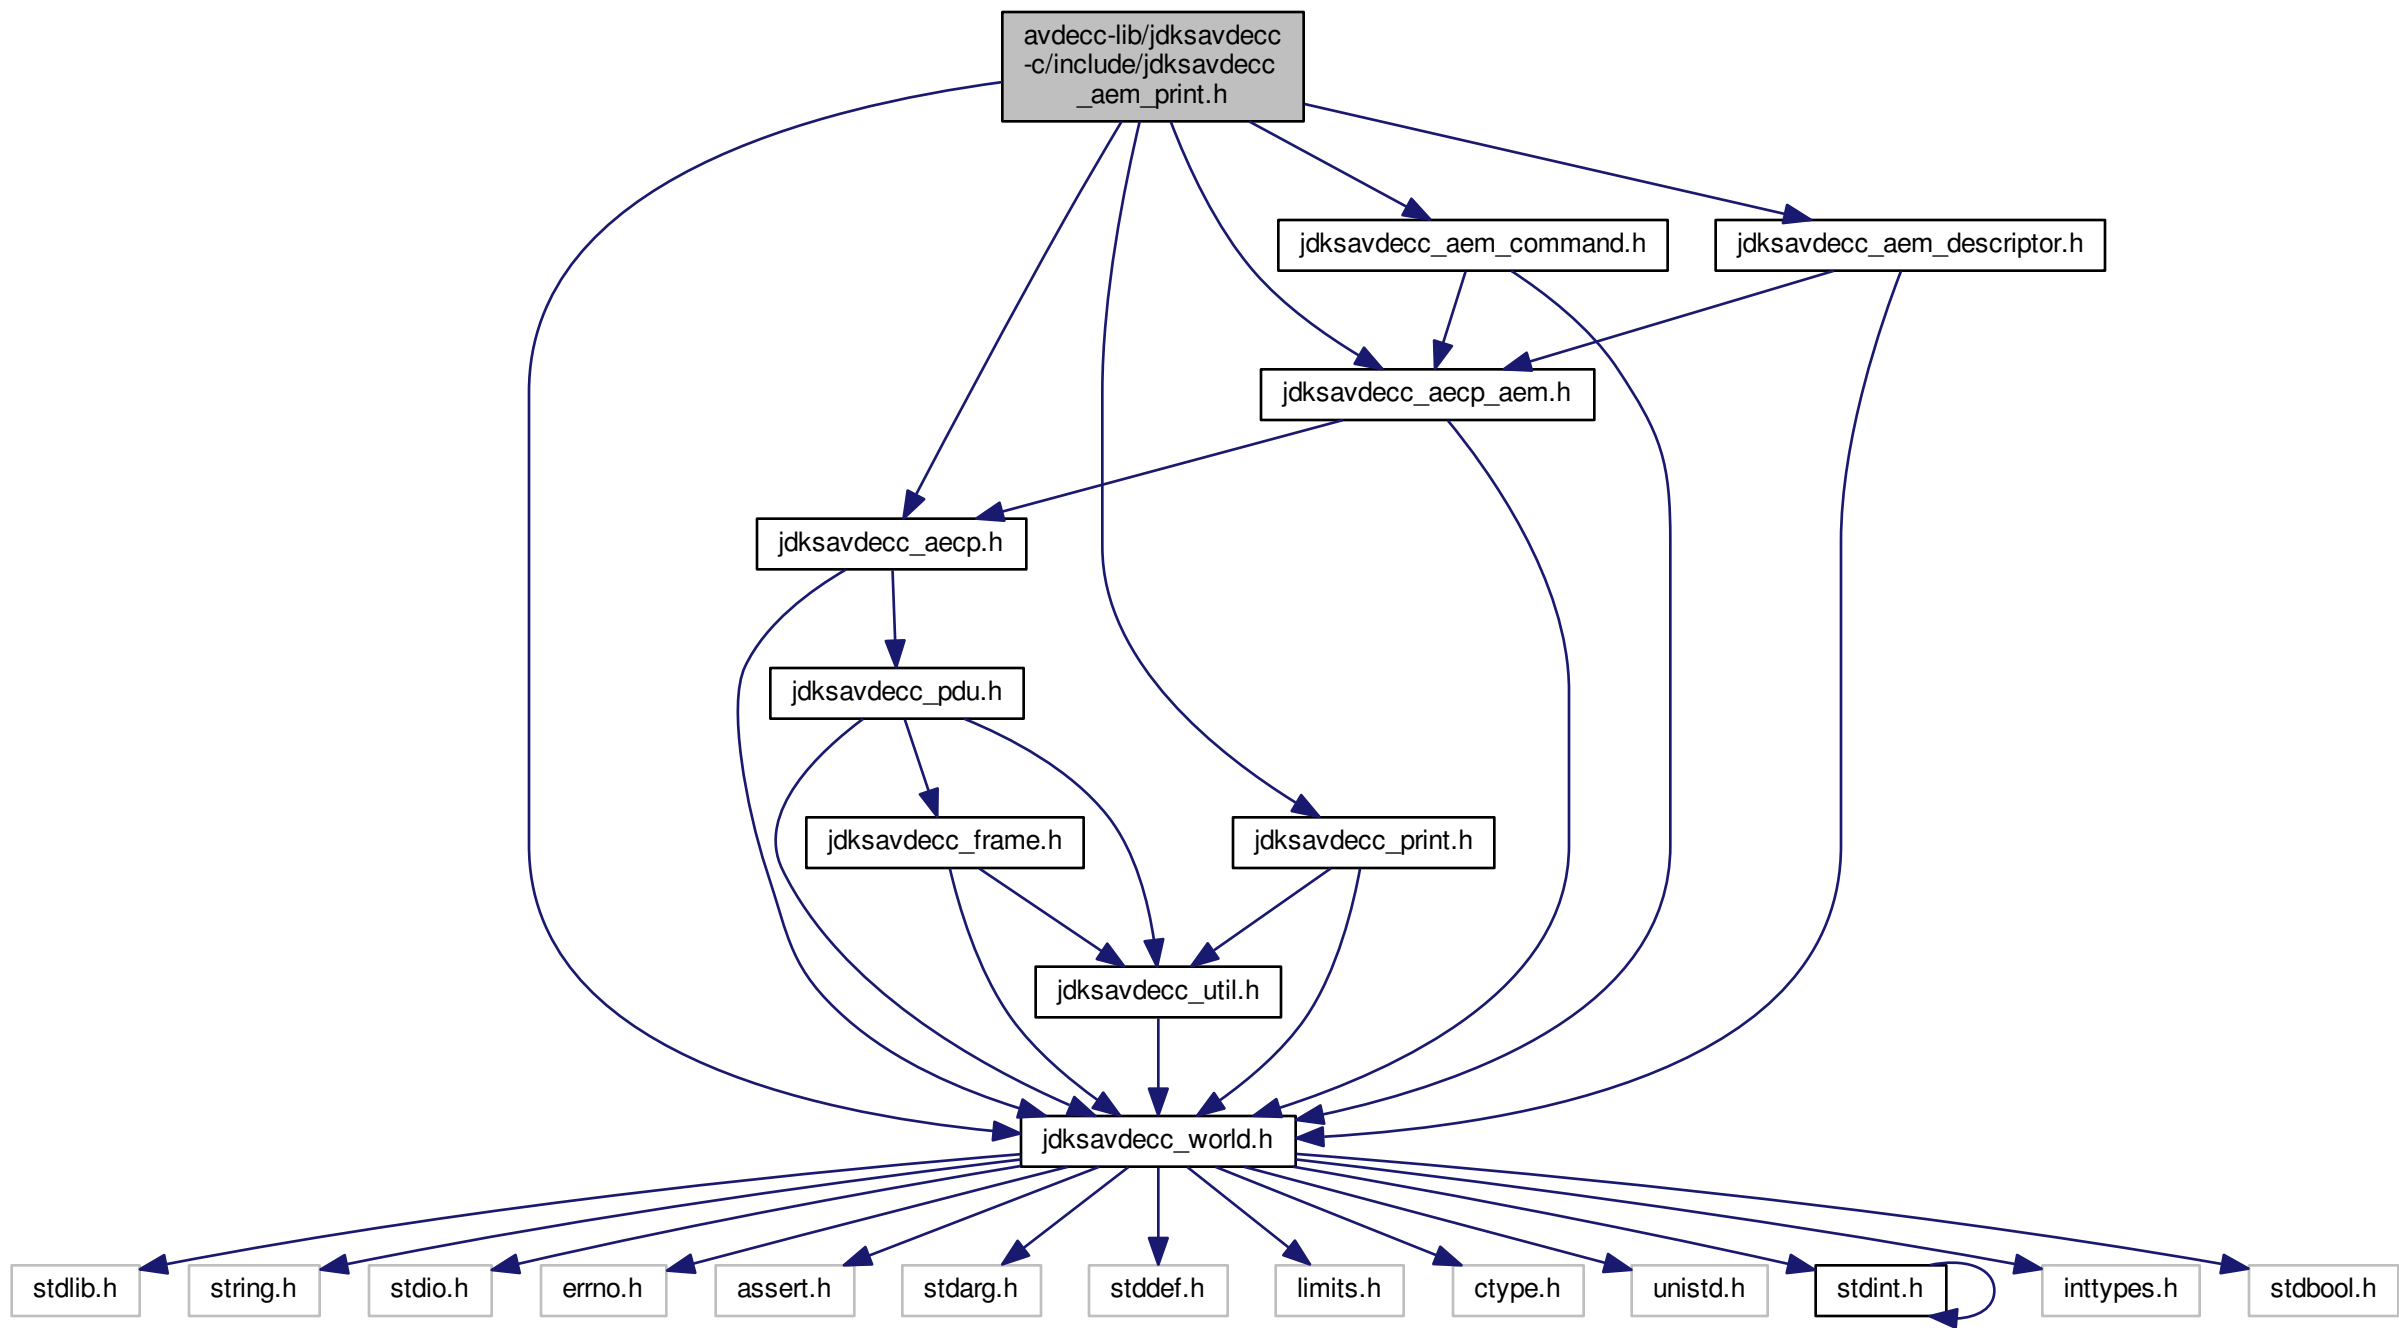 avdecc-lib/jdksavdecc
-c/include/jdksavdecc
_aem_print.h
jdksavdecc_aem_command.h
jdksavdecc_aem_descriptor.h
jdksavdecc_aecp_aem.h
jdksavdecc_aecp.h
jdksavdecc_pdu.h
jdksavdecc_frame.h
jdksavdecc_print.h
jdksavdecc_util.h
jdksavdecc_world.h
stdlib.h
string.h
stdio.h
errno.h
assert.h
stdarg.h
stddef.h
limits.h
ctype.h
unistd.h
stdint.h
inttypes.h
stdbool.h